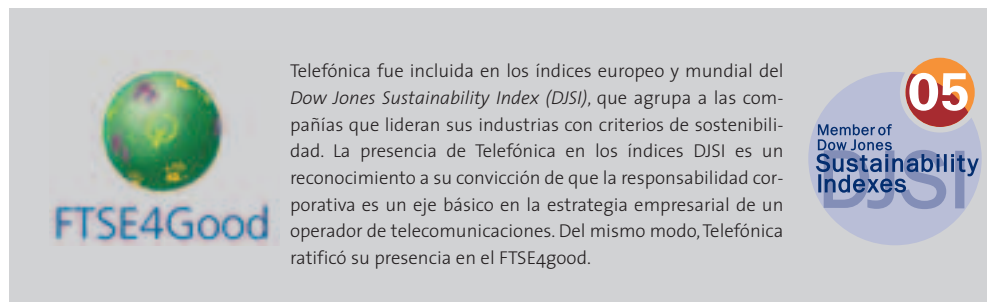 FTSE4Good
Telefónica fue incluida en los índices europeo y mundial del
Dow Jones Sustainability Index (DJSI), que agrupa a las com-
pañías que lideran sus industrias con criterios de sostenibili-
dad. La presencia de Telefónica en los índices DJSI es un
reconocimiento a su convicción de que la responsabilidad cor-
porativa es un eje básico en la estrategia empresarial de un
operador de telecomunicaciones. Del mismo modo, Telefónica
ratificó su presencia en el FTSE4good.
05
Member of
Dow Jones
Sustainability
Indexes
DJSI